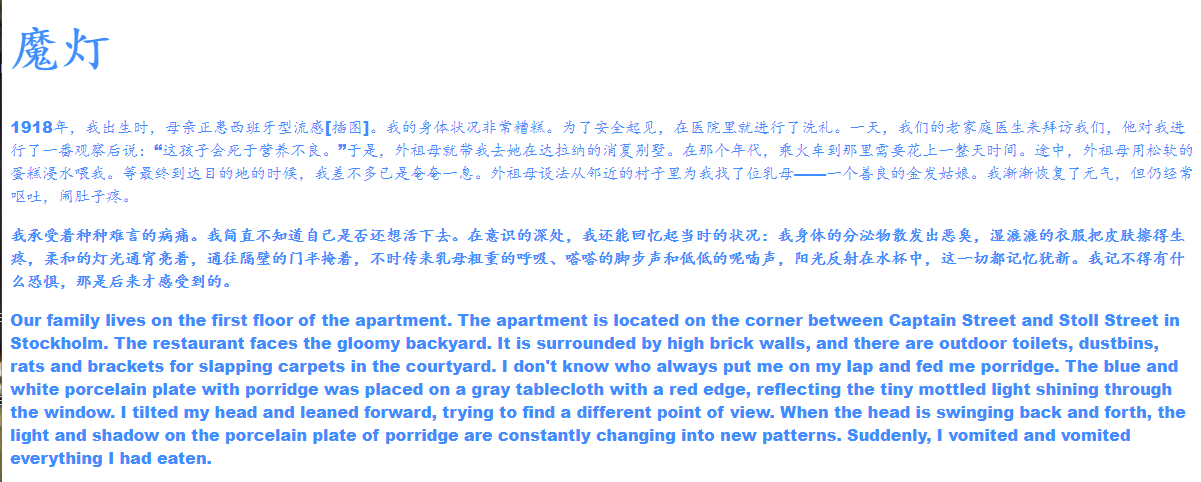 魔灯
1918年，我出生时，母亲正患西班牙型流感[插图]。我的身体状况非常糟糕。为了安全起见，在医院里就进行了洗礼。一天，我们的老家庭医生来拜访我们，他对我进
行了一番观察后说：“这孩子会死于营养不良。”于是，外祖母就带我去她在达拉纳的消夏别墅。在那个年代，乘火车到那里需要花上一整天时间。途中，外祖母用松软的
蛋糕浸水喂我。等最终到达目的地的时候，我差不多已是奄奄一息。外祖母设法从邻近的村子里为我找了位乳母——一个善良的金发姑娘。我渐渐恢复了元气，但仍经常
呕吐，闹肚子疼。
我承受着种种难言的病痛。我简直不知道自己是否还想活下去。在意识的深处，我还能回忆起当时的状况：我身体的分泌物散发出恶臭，湿漉漉的衣服把皮肤擦得生
疼，柔和的灯光通宵亮着，通往隔壁的门半掩着，不时传来乳母粗重的呼吸、嗒嗒的脚步声和低低的呢喃声，阳光反射在水杯中，这一切都记忆犹新。我记不得有什
么恐惧，那是后来才感受到的。
Our family lives on the first floor of the apartment. The apartment is located on the corner between Captain Street and Stoll Street in
Stockholm. The restaurant faces the gloomy backyard. It is surrounded by high brick walls, and there are outdoor toilets, dustbins,
rats and brackets for slapping carpets in the courtyard. I don't know who always put me on my lap and fed me porridge. The blue and
white porcelain plate with porridge was placed on a gray tablecloth with a red edge, reflecting the tiny mottled light shining through
the window. I tilted my head and leaned forward, trying to find a different point of view. When the head is swinging back and forth, the
light and shadow on the porcelain plate of porridge are constantly changing into new patterns. Suddenly, I vomited and vomited
everything I had eaten.